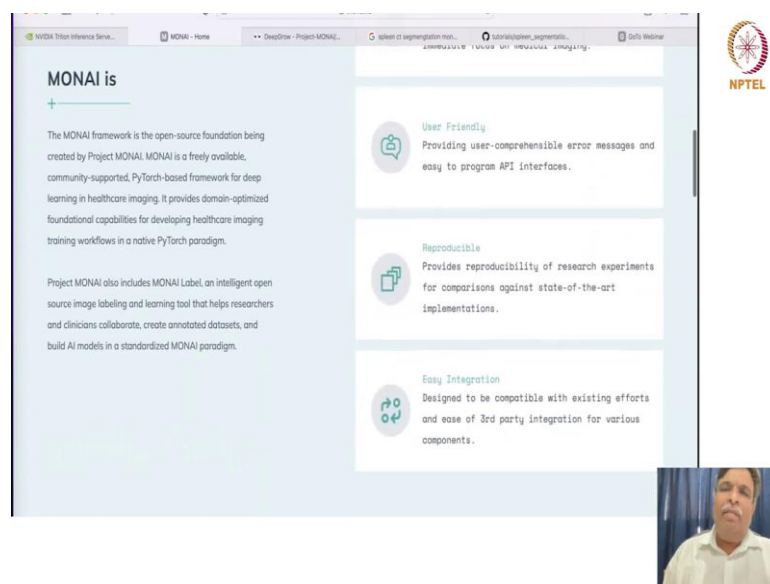 NVIDIA Triton Inference Serve...
MONAI - Home
DeepGrow - Project-MONAI/...
spleen ct segmengtation mon...
tutorials/spleen_segmentatio...
GoTo Webinar
NPTEL
immediate focus on medical imaging.
MONAI is
The MONAI framework is the open-source foundation being
created by Project MONAI. MONAI is a freely available,
community-supported, PyTorch-based framework for deep
learning in healthcare imaging. It provides domain-optimized
foundational capabilities for developing healthcare imaging
training workflows in a native PyTorch paradigm.
Project MONAI also includes MONAI Label, an intelligent open
source image labeling and learning tool that helps researchers
and clinicians collaborate, create annotated datasets, and
build AI models in a standardized MONAI paradigm.
User Friendly
Providing user-comprehensible error messages and
easy to program API interfaces.
Reproducible
Provides reproducibility of research experiments
for comparisons against state-of-the-art
implementations.
Easy Integration
Designed to be compatible with existing efforts
and ease of 3rd party integration for various
components.